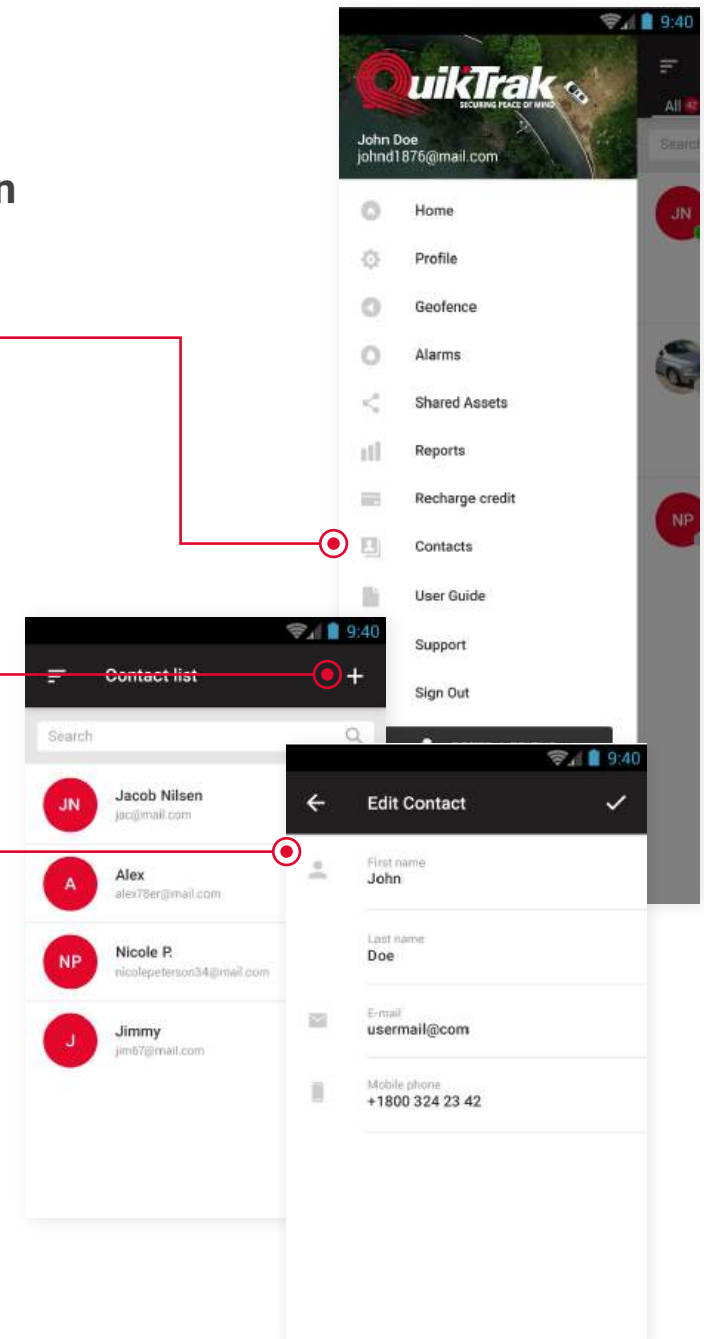 n
9:40
QuikTrak
SECURING PEACE OF MIND
John Doe
johnd1876@mail.com
All 42
Search
JN
NP
Home
Profile
Geofence
Alarms
Shared Assets
Reports
Recharge credit
Contacts
User Guide
Support
Sign Out
9:40
Contact list
Search
JN
Jacob Nilsen
jac@mail.com
A
Alex
alex78er@mail.com
NP
Nicole P.
nicolepeterson34@mail.com
J
Jimmy
jim67@mail.com
9:40
Edit Contact
First name
John
Last name
Doe
E-mail
usermail@com
Mobile phone
+1800 324 23 42